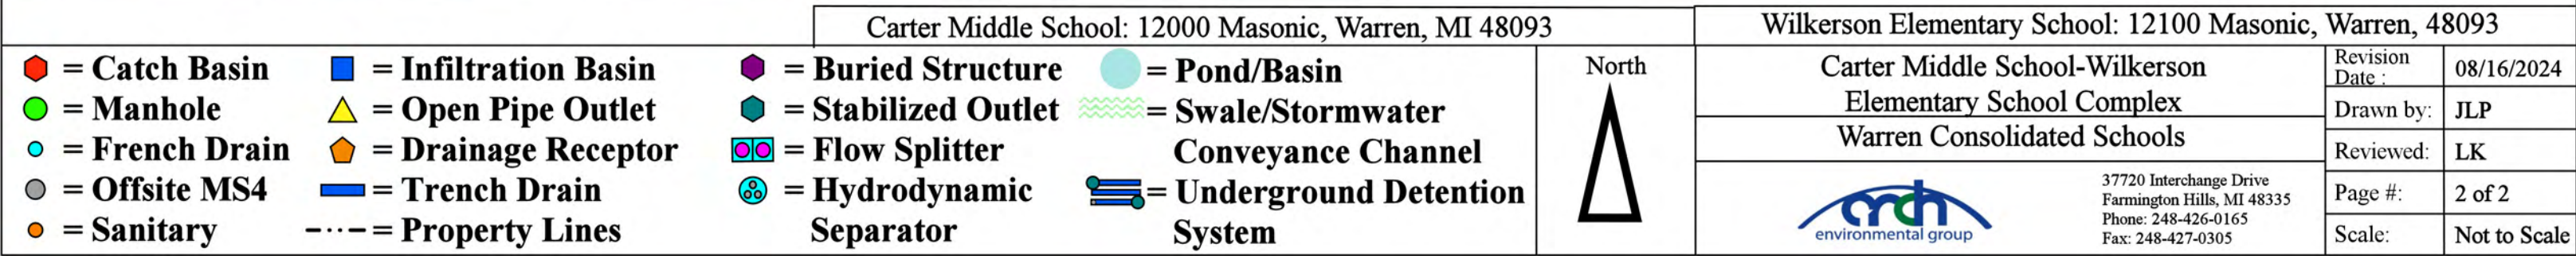 Carter Middle School: 12000 Masonic, Warren, MI 48093
Wilkerson Elementary School: 12100 Masonic, Warren, 48093
= Catch Basin
= Manhole
= French Drain
= Offsite MS4
= Sanitary
= Infiltration Basin
= Open Pipe Outlet
= Drainage Receptor
= Trench Drain
= Property Lines
= Buried Structure
= Stabilized Outlet
= Flow Splitter
= Hydrodynamic
Separator
= Pond/Basin
= Swale/Stormwater
Conveyance Channel
= Underground Detention
System
North
Carter Middle School-Wilkerson
Elementary School Complex
Warren Consolidated Schools
arch
environmental group
37720 Interchange Drive
Farmington Hills, MI 48335
Phone: 248-426-0165
Fax: 248-427-0305
Revision
Date :
08/16/2024
Drawn by: JLP
Reviewed: LK
Page #: 2 of 2
Scale: Not to Scale